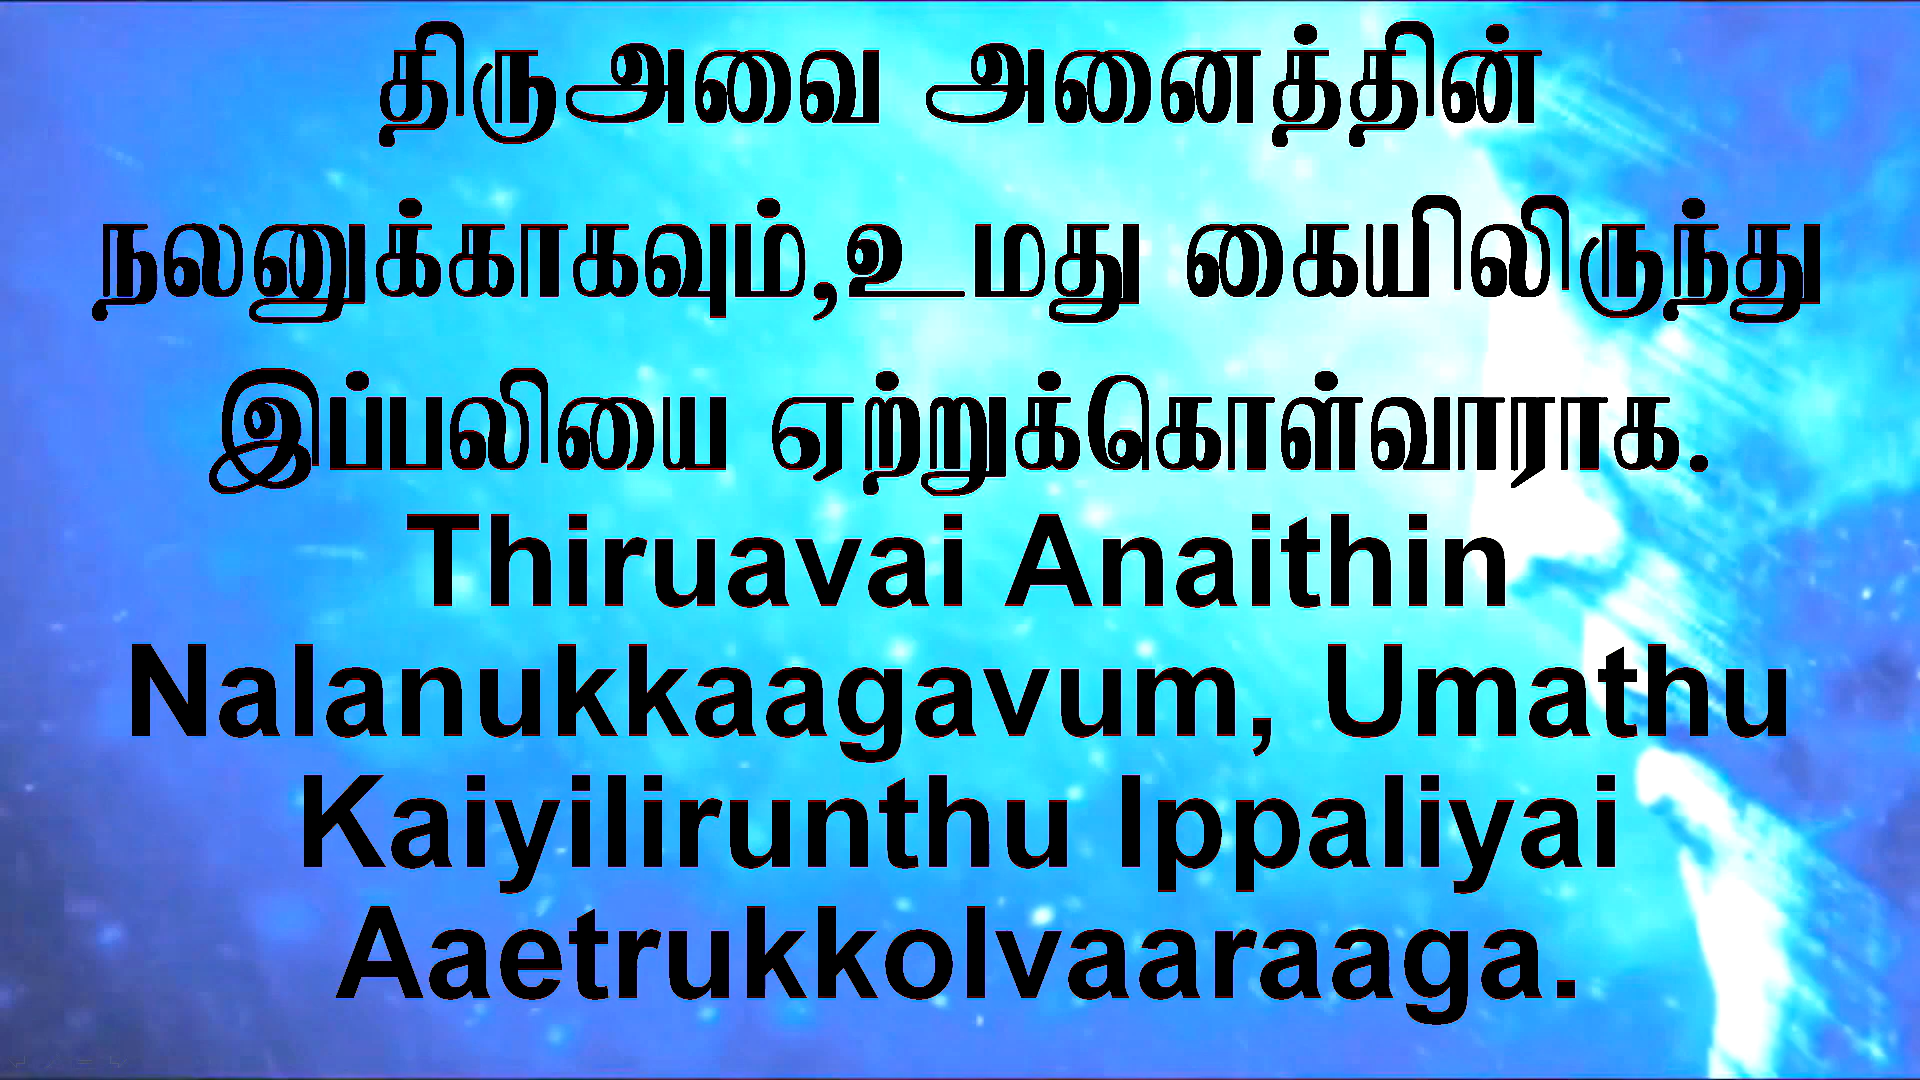 திருஅவை அனைத்தின்
நலனுக்காகவும்,உமது கையிலிருந்து
இப்பலியை ஏற்றுக்கொள்வாராக.
Thiruavai Anaithin
Nalanukkaagavum, Umathu
Kaiyilirunthu Ippaliyai
Aaetrukkolvaaraaga.